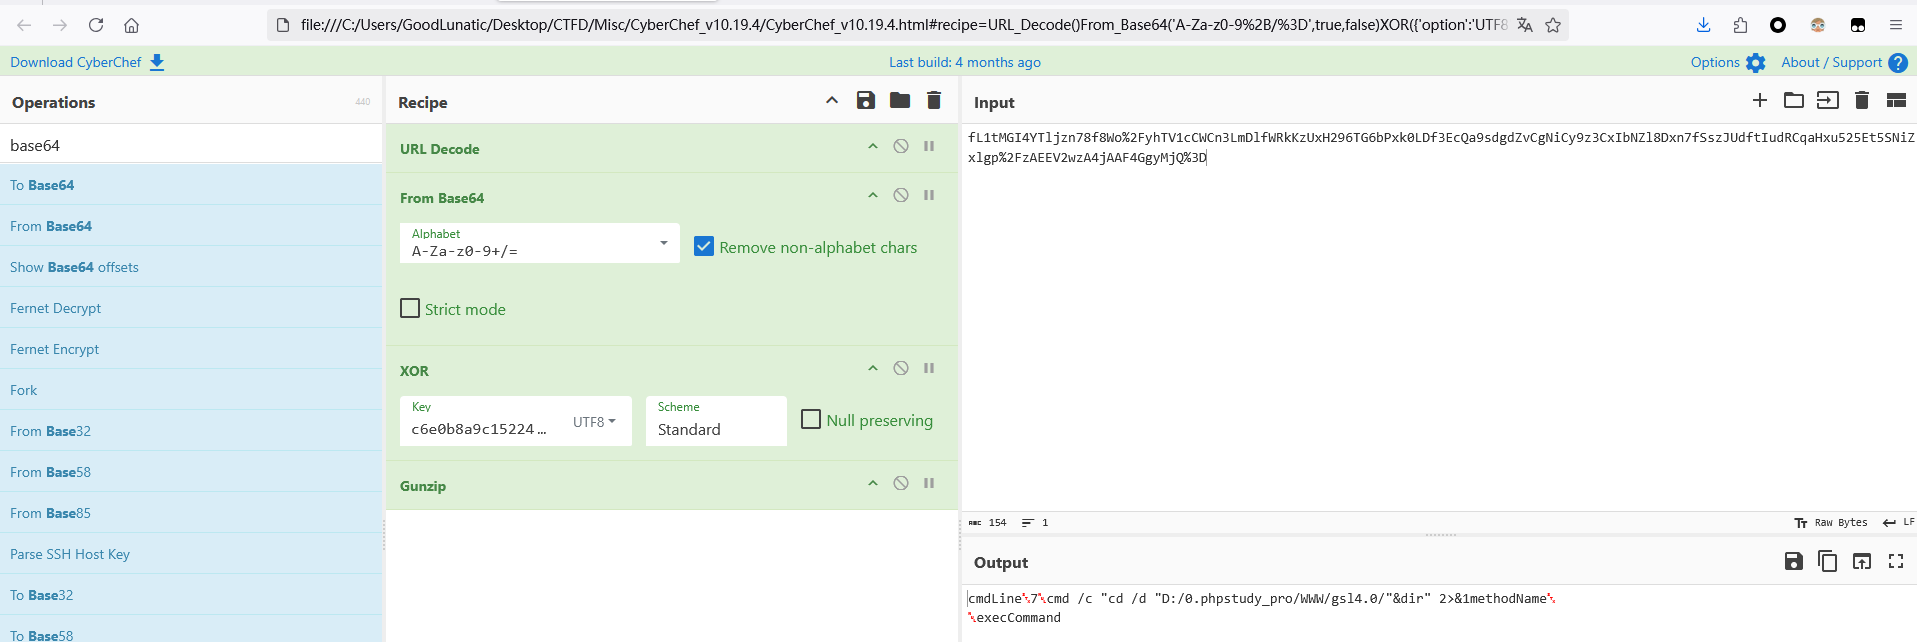 file:///C:/Users/GoodLunatic/Desktop/CTFD/Misc/CyberChef_v10.19.4/CyberChef_v10.19.4.html#recipe=URL_Decode()From_Base64('A-Za-z0-9%2B/%3D',true,false)XOR({'option':'UTF8
Download CyberChef
Last build: 4 months ago
Options
About / Support
Operations
440
base64
To Base64
From Base64
Show Base64 offsets
Fernet Decrypt
Fernet Encrypt
Fork
From Base32
From Base58
From Base85
Parse SSH Host Key
To Base32
To Base58
Recipe
URL Decode
From Base64
Alphabet
A-Za-z0-9+/=
Remove non-alphabet chars
Strict mode
XOR
Key
c6e0b8a9c15224…
UTF8
Scheme
Standard
Null preserving
Gunzip
Input
fL1tMGI4YTljzn78f8Wo%2FyhTV1cCWCn3LmDlfWRkKzUxH296TG6bPxk0LDf3EcQa9sdgdZvCgNiCy9z3CxIbNZl8Dxn7fSszJUdftIudRCqaHxu525Et5SNiZ
xlgp%2FzAEEV2wzA4jAAF4GgyMjQ%3D
ABC 154 1
Raw Bytes LF
Output
cmdLine␀7␀cmd /c "cd /d "D:/0.phpstudy_pro/WWW/gsl4.0/"&dir" 2>&1methodName
execCommand